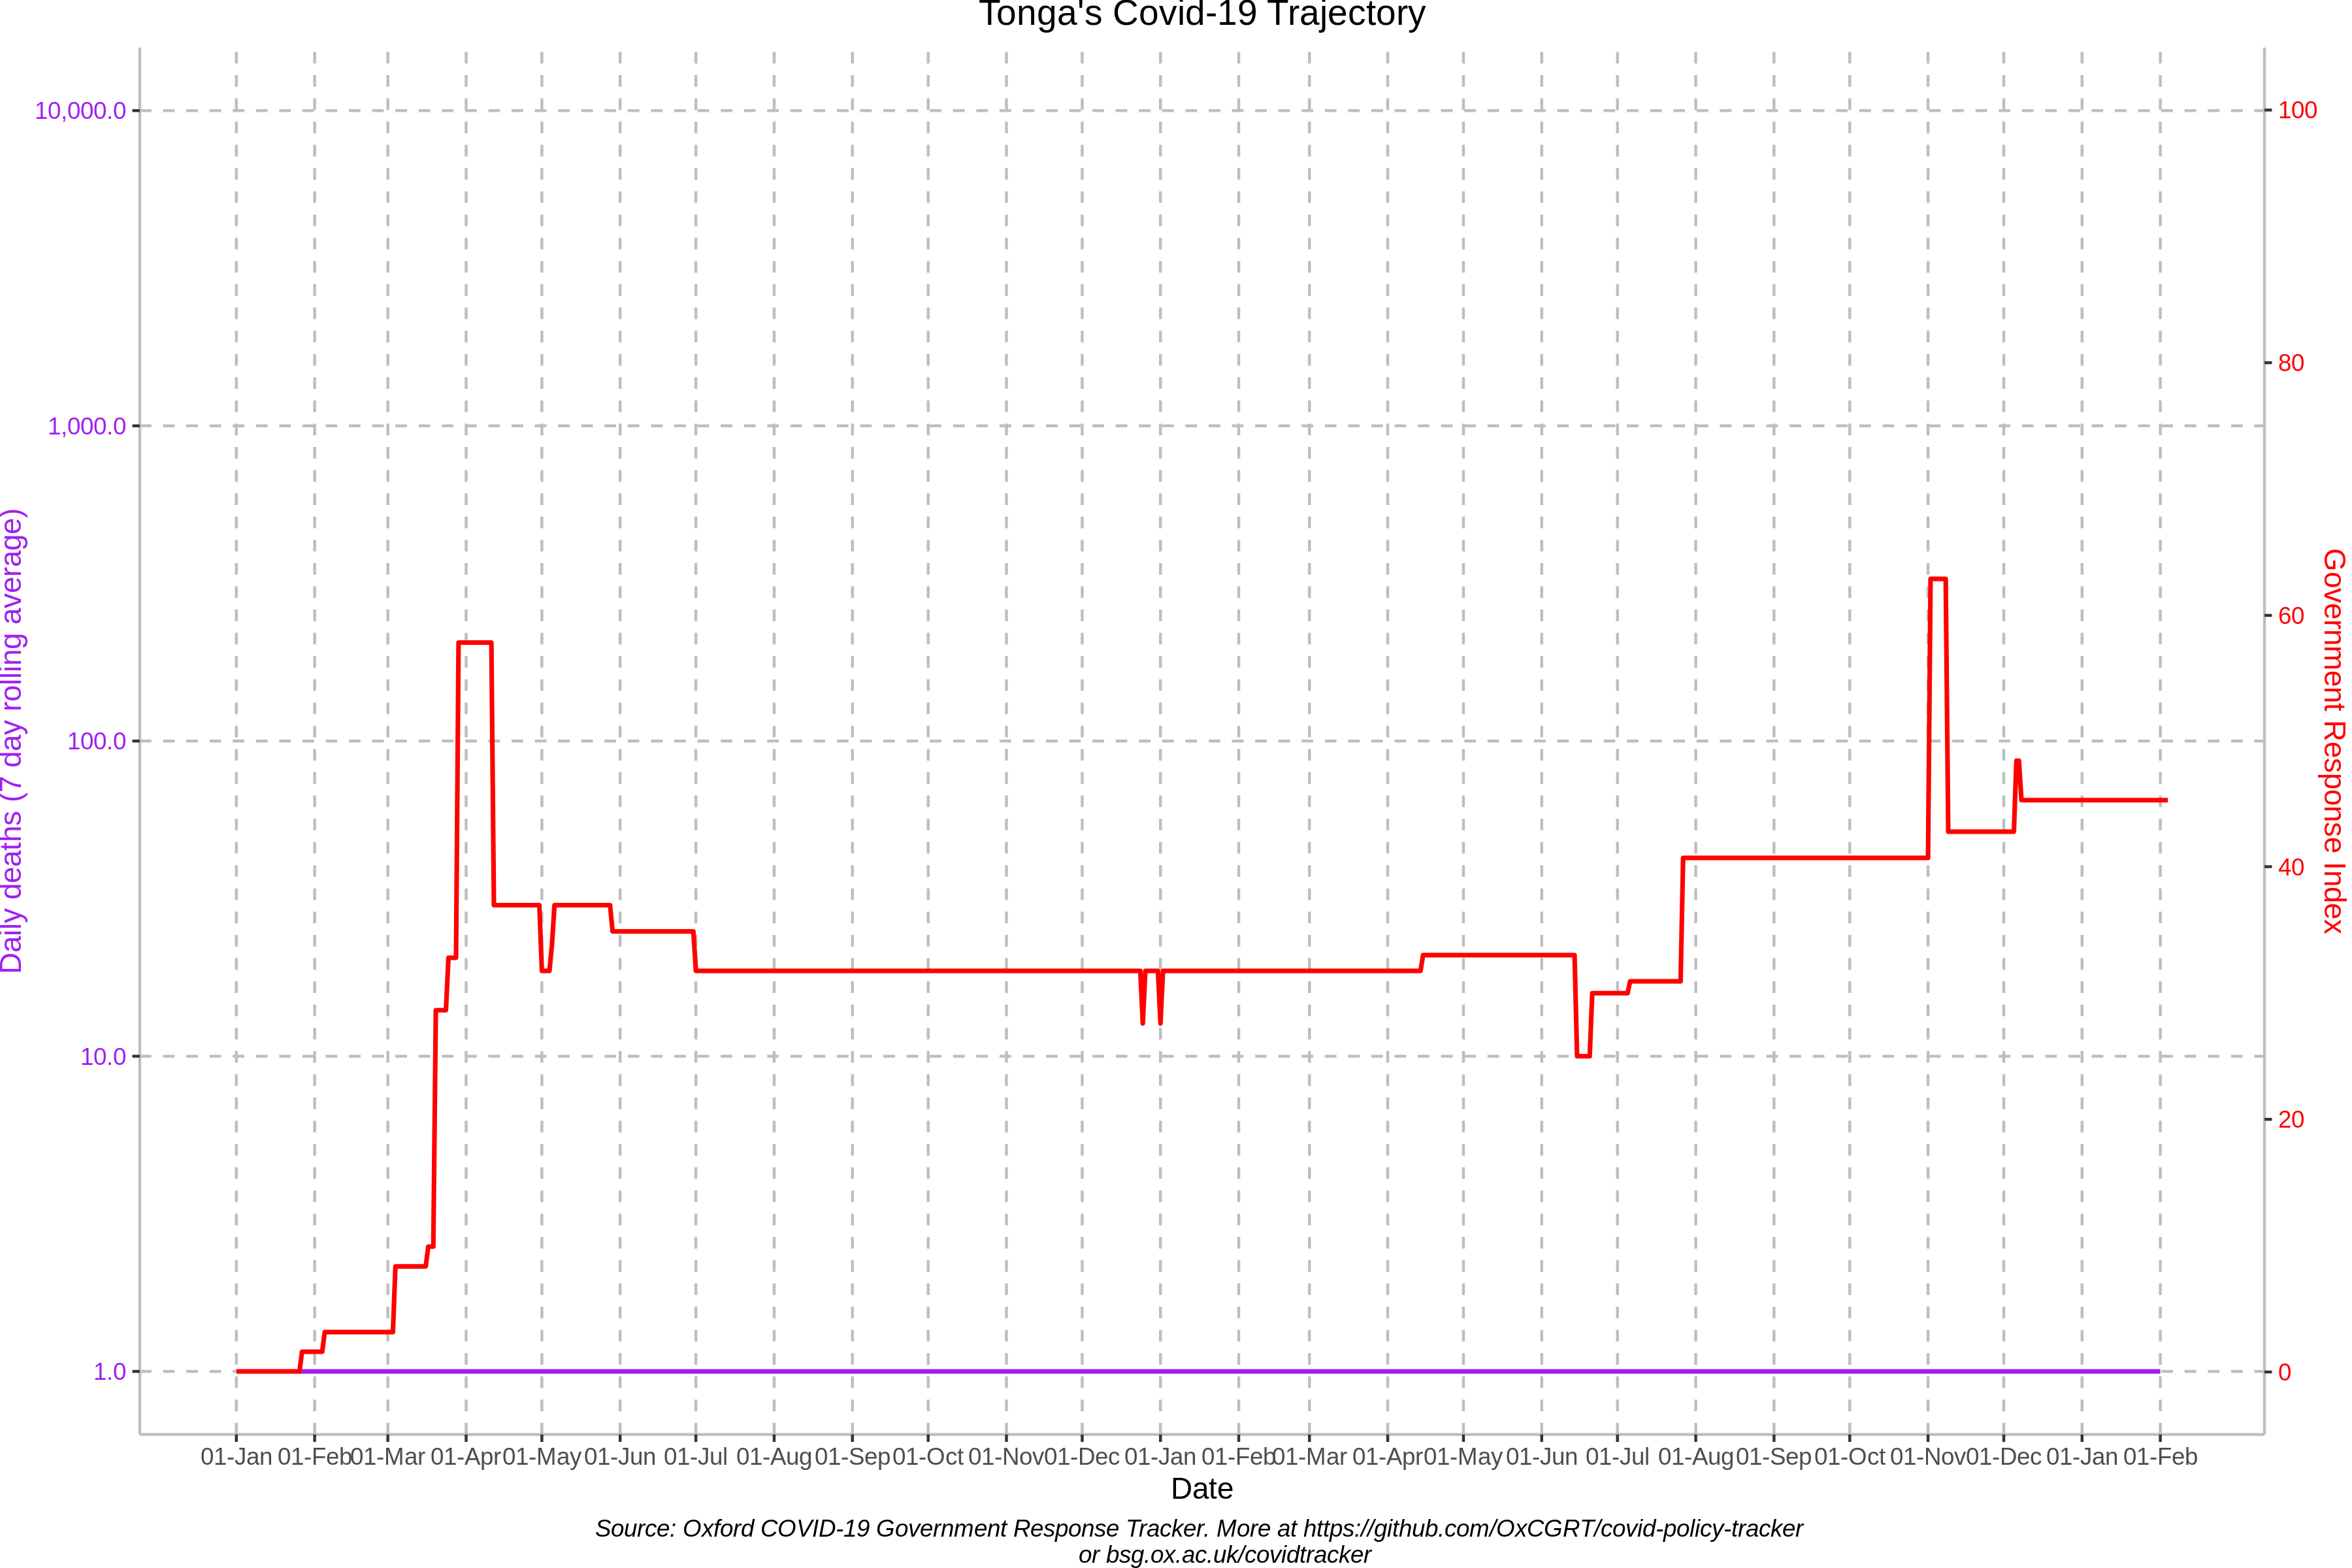 Tonga's Covid-19 Trajectory
10,000.0
1,000.0
100.0
10.0
1.0
Daily deaths (7 day rolling average)
100
80
60
40
20
0
Government Response Index
01-Jan 01-Feb 01-Mar 01-Apr 01-May 01-Jun 01-Jul 01-Aug 01-Sep 01-Oct 01-Nov 01-Dec 01-Jan 01-Feb 01-Mar 01-Apr 01-May 01-Jun 01-Jul 01-Aug 01-Sep 01-Oct 01-Nov 01-Dec 01-Jan 01-Feb
Date
Source: Oxford COVID-19 Government Response Tracker. More at https://github.com/OxCGRT/covid-policy-tracker
or bsg.ox.ac.uk/covidtracker